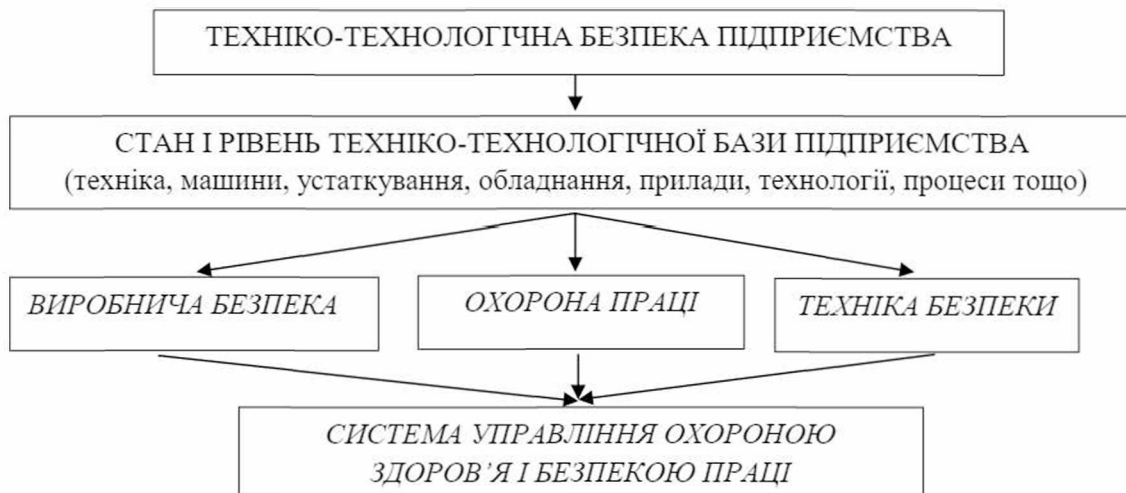 ТЕХНІКО-ТЕХНОЛОГІЧНА БЕЗПЕКА ПІДПРИЄМСТВА
СТАН І РІВЕНЬ ТЕХНІКО-ТЕХНОЛОГІЧНОЇ БАЗИ ПІДПРИЄМСТВА
(техніка, машини, устаткування, обладнання, прилади, технології, процеси тощо)
ВИРОБНИЧА БЕЗПЕКА
ОХОРОНА ПРАЦІ
ТЕХНІКА БЕЗПЕКИ
СИСТЕМА УПРАВЛІННЯ ОХОРОНОЮ
ЗДОРОВ’Я І БЕЗПЕКОЮ ПРАЦІ